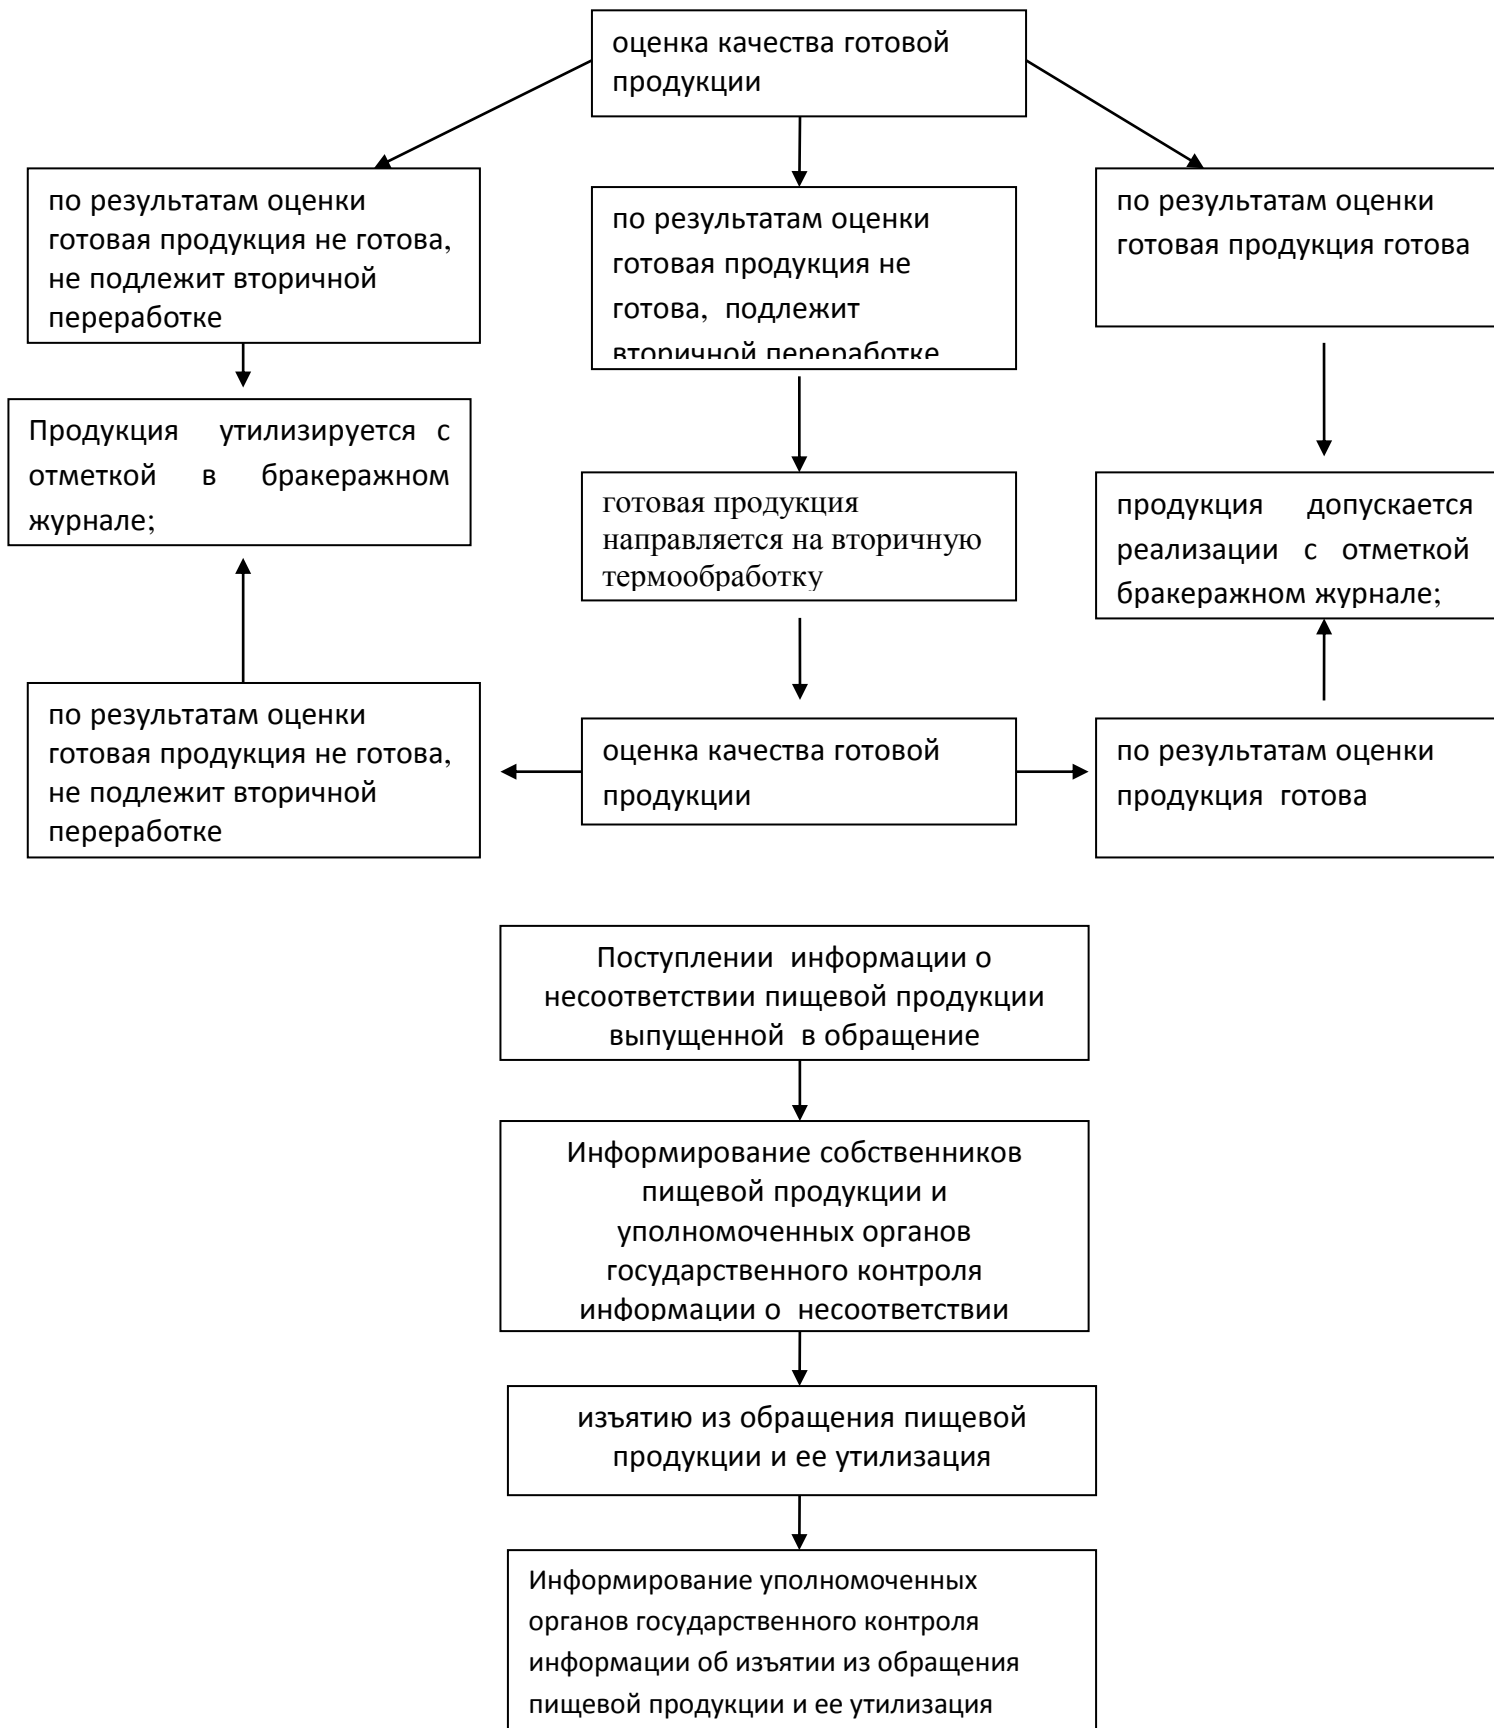 оценка качества готовой
продукции
по результатам оценки
готовая продукция не готова,
не подлежит вторичной
переработке
по результатам оценки
готовая продукция не
готова, подлежит
вторичной переработке
по результатам оценки
готовая продукция готова
Продукция утилизируется с
отметкой в бракеражном
журнале;
готовая продукция
направляется на вторичную
термообработку
продукция допускается
реализации с отметкой
бракеражном журнале;
по результатам оценки
готовая продукция не готова,
не подлежит вторичной
переработке
оценка качества готовой
продукции
по результатам оценки
продукция готова
Поступлении информации о
несоответствии пищевой продукции
выпущенной в обращение
Информирование собственников
пищевой продукции и
уполномоченных органов
государственного контроля
информации о несоответствии
изъятию из обращения пищевой
продукции и ее утилизация
Информирование уполномоченных
органов государственного контроля
информации об изъятии из обращения
пищевой продукции и ее утилизация